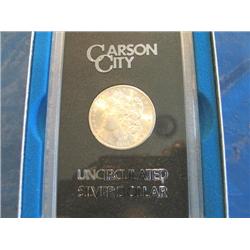 CARSON
CITY
UNCIRCULATED
SILVER DOLLAR